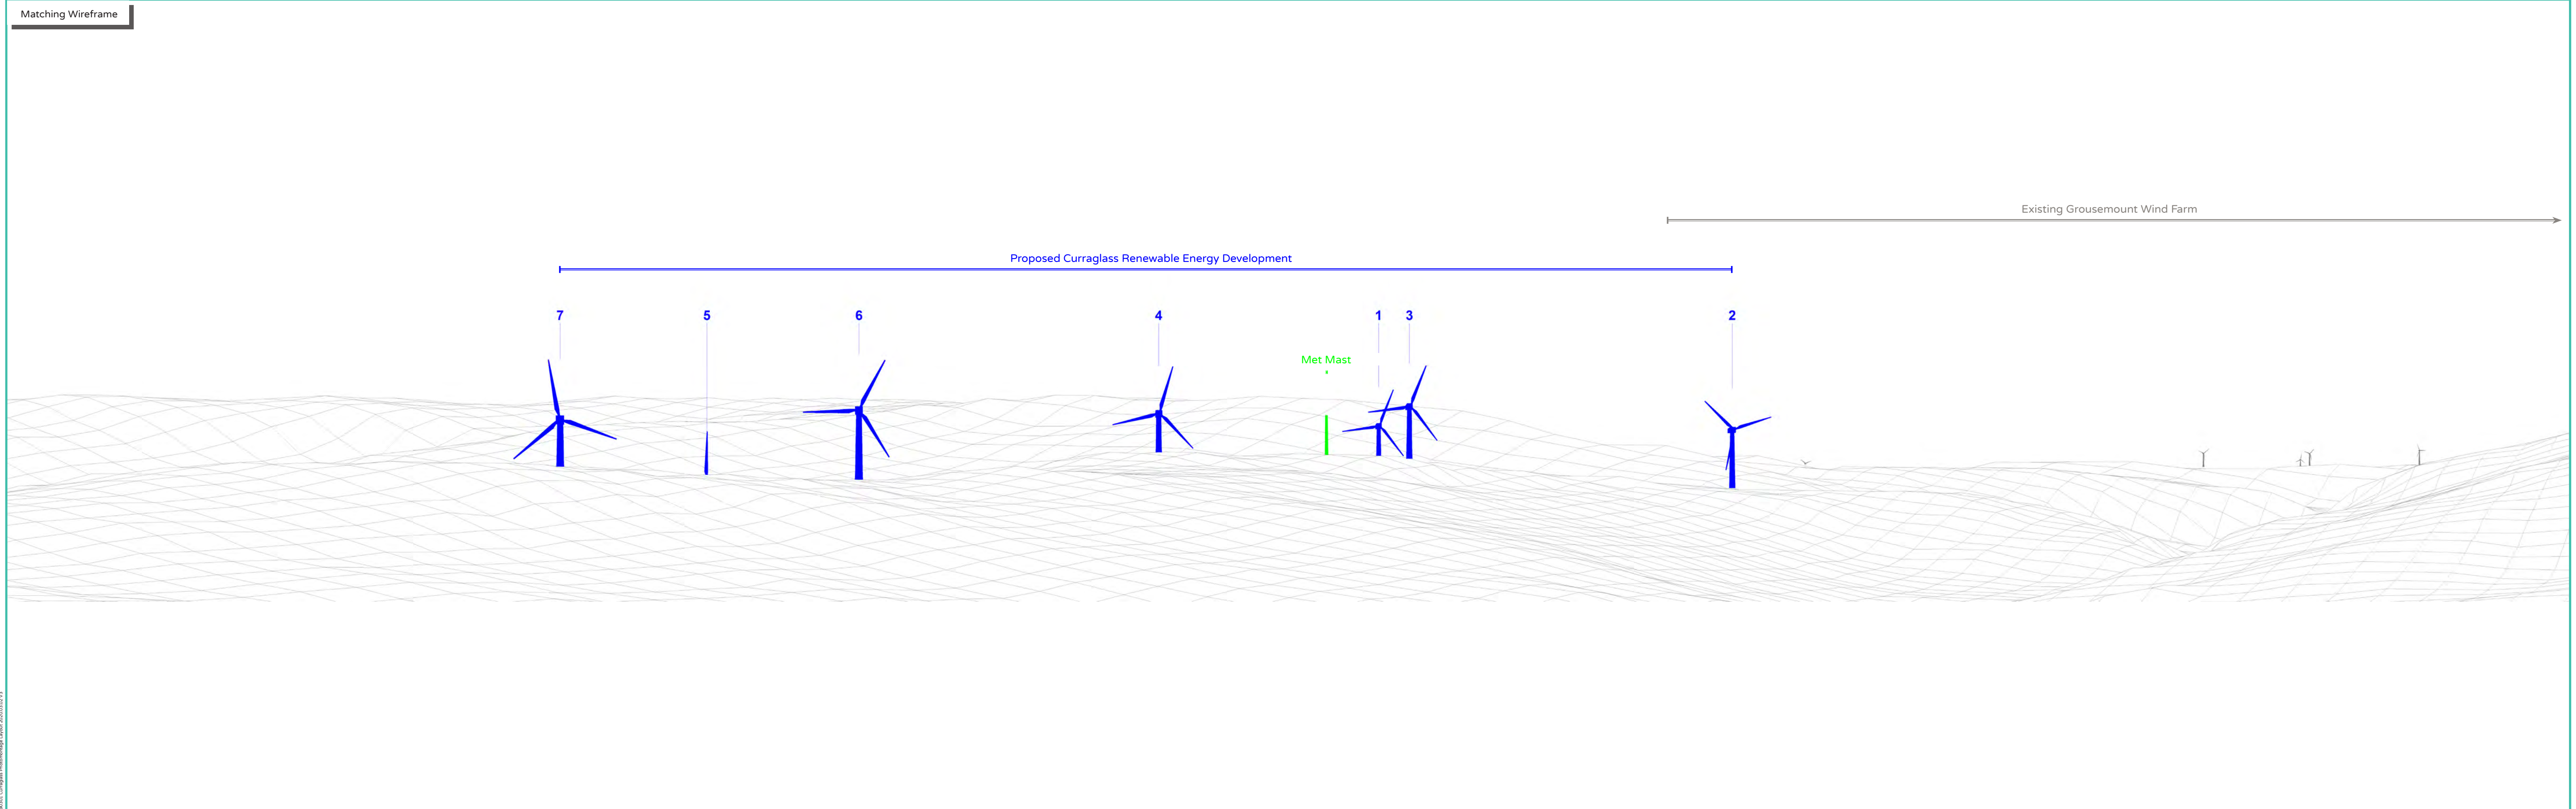 Matching Wireframe
Existing Grousemount Wind Farm
Proposed Curraglass Renewable Energy Development
7 5 6 4 1 3 2
Met Mast